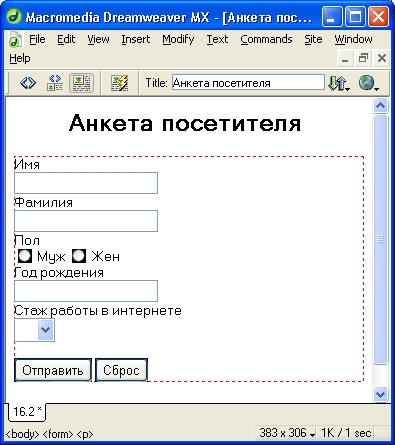 Macromedia Dreamweaver MX - [Анкета пос...
File Edit View Insert Modify Text Commands Site Window
Help
Title: Анкета посетителя
Анкета посетителя
Имя
Фамилия
Пол
Муж Жен
Год рождения
Стаж работы в интернете
Отправить Сброс
16.2*
<body> <form> <p> 383 x 306 1K / 1 sec